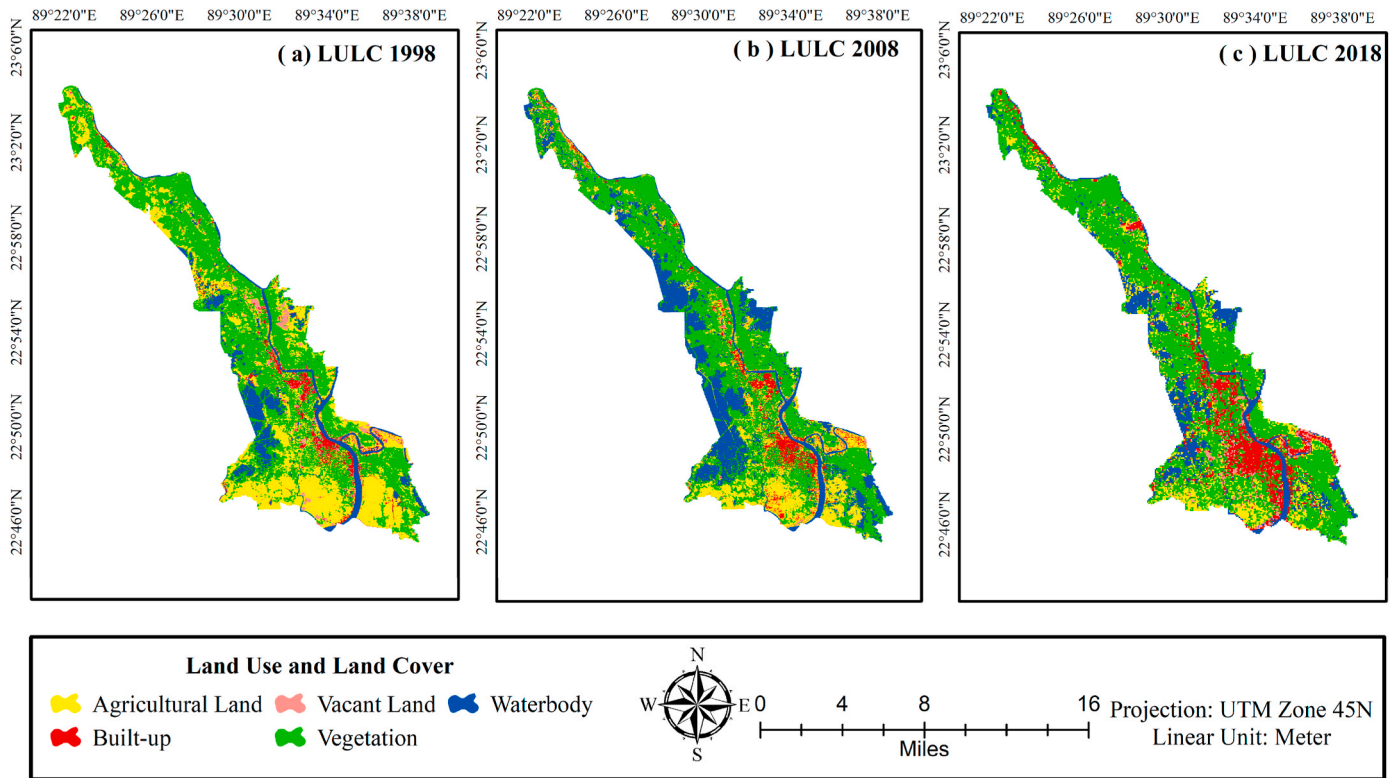 89°22'0"E 89°26'0"E 89°30'0"E 89°34'0"E 89°38'0"E
23°6'0"N
23°2'0"N
22°58'0"N
22°54'0"N
22°50'0"N
22°46'0"N
( a) LULC 1998
89°22'0"E 89°26'0"E 89°30'0"E 89°34'0"E 89°38'0"E
23°6'0"N
23°2'0"N
22°58'0"N
22°54'0"N
22°50'0"N
22°46'0"N
( b ) LULC 2008
89°22'0"E 89°26'0"E 89°30'0"E 89°34'0"E 89°38'0"E
23°6'0"N
23°2'0"N
22°58'0"N
22°54'0"N
22°50'0"N
22°46'0"N
( c ) LULC 2018
Land Use and Land Cover
Agricultural Land Vacant Land Waterbody
Built-up Vegetation
N
W E
S
0 4 8 16
Miles
Projection: UTM Zone 45N
Linear Unit: Meter